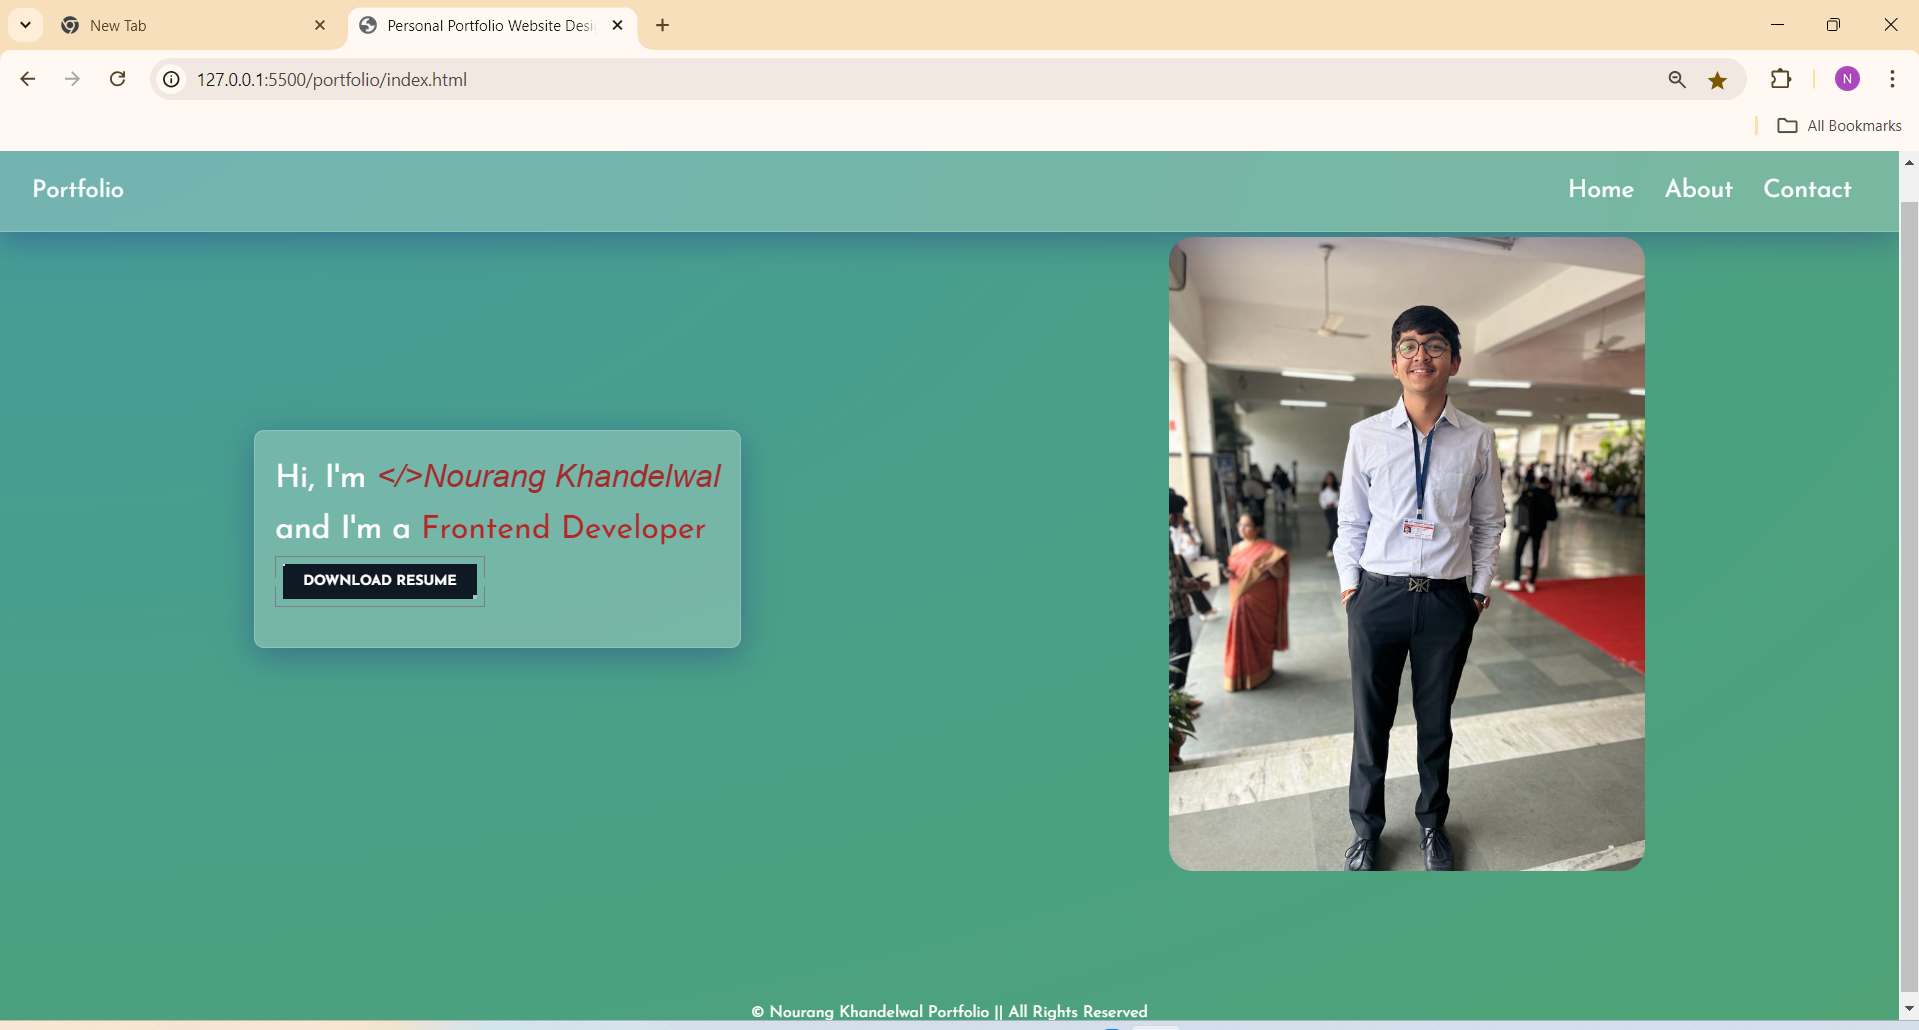 New Tab
Personal Portfolio Website Desi
127.0.0.1:5500/portfolio/index.html
N
All Bookmarks
Portfolio
Home About Contact
Hi, I'm </>Nourang Khandelwal
and I'm a Frontend Developer
DOWNLOAD RESUME
© Nourang Khandelwal Portfolio || All Rights Reserved